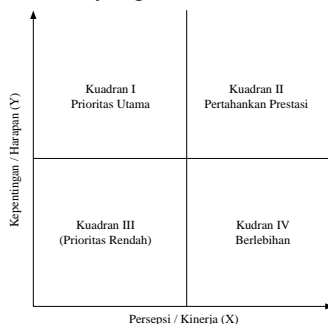 Kuadran I
Prioritas Utama
Kuadran II
Pertahankan Prestasi
Kepentingan / Harapan (Y)
Kuadran III
(Prioritas Rendah)
Kudran IV
Berlebihan
Persepsi / Kinerja (X)